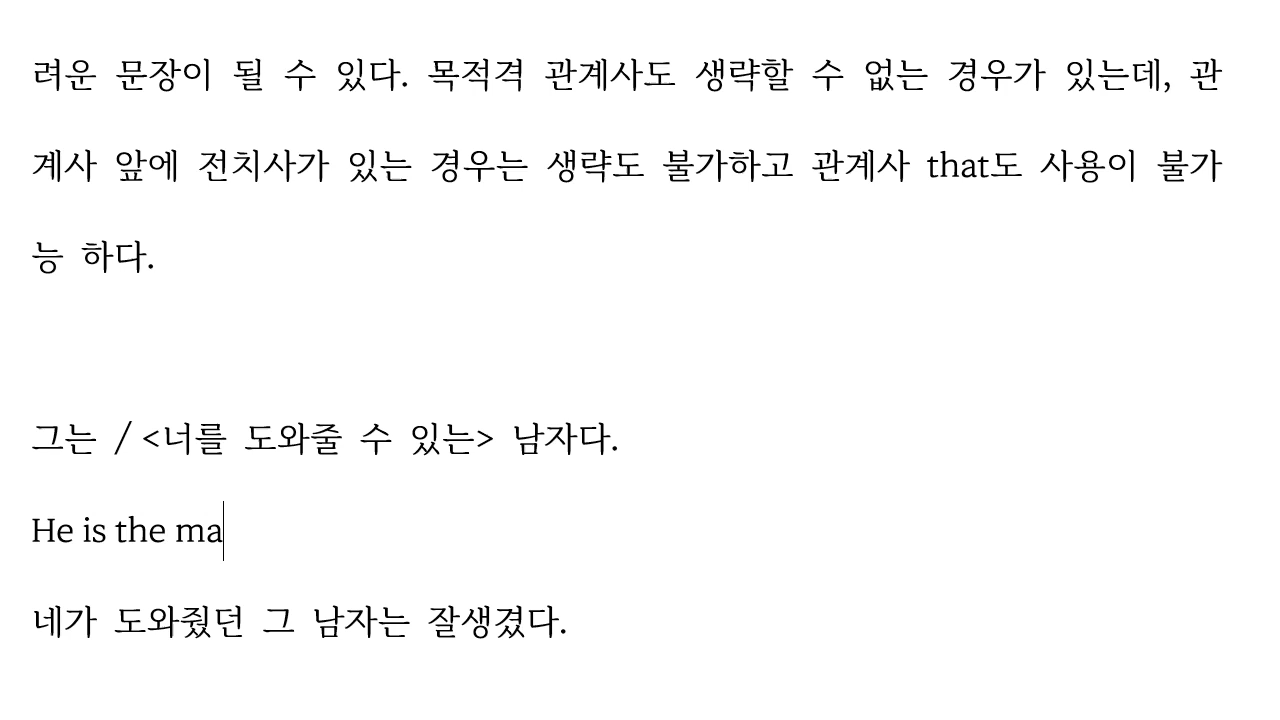 려운 문장이 될 수 있다. 목적격 관계사도 생략할 수 없는 경우가 있는데, 관
계사 앞에 전치사가 있는 경우는 생략도 불가하고 관계사 that도 사용이 불가
능 하다.
그는 / <너를 도와줄 수 있는> 남자다.
He is the ma
네가 도와줬던 그 남자는 잘생겼다.